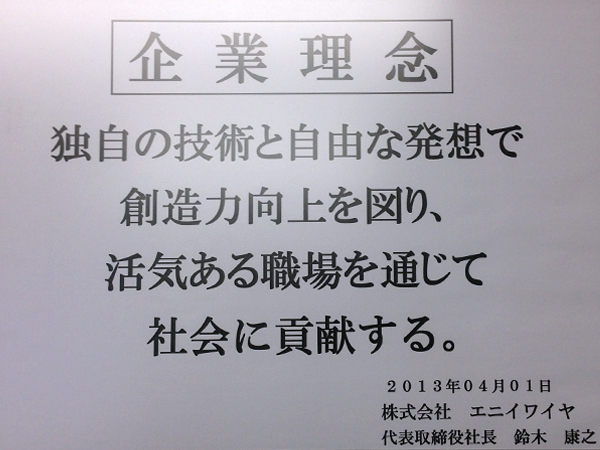 企業理念
独自の技術と自由な発想で
創造力向上を図り、
活気ある職場を通じて
社会に貢献する。
２０１３年０４月０１日
株式会社　エニイワイヤ
代表取締役社長　鈴木　康之